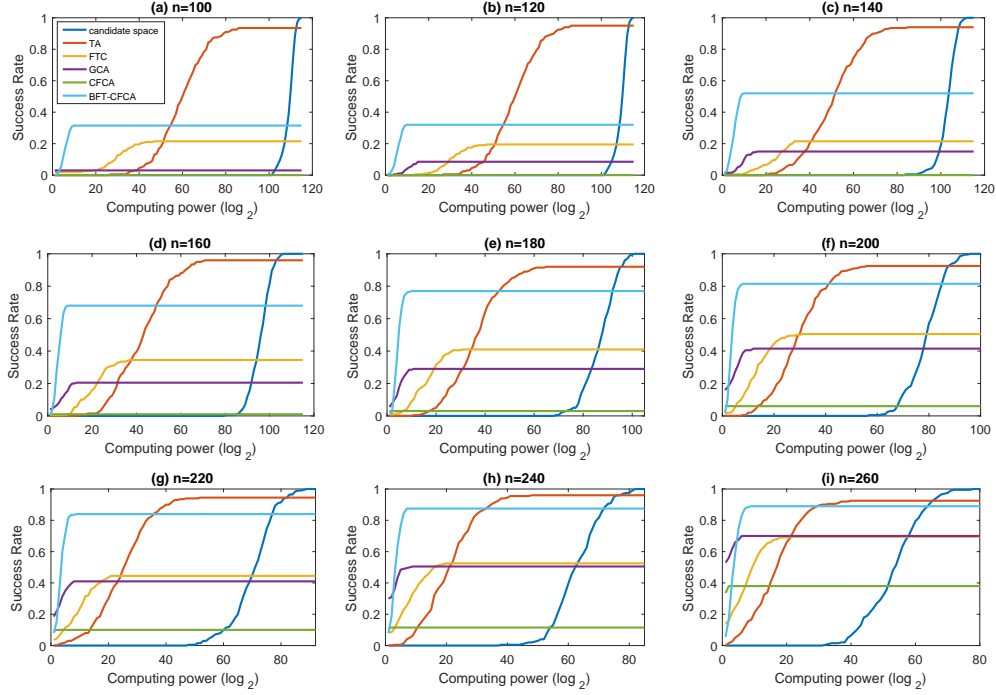 (a) n=100
(b) n=120
(c) n=140
Success Rate
1
0.8
0.6
0.4
0.2
0
candidate space
TA
FTC
GCA
CFCA
BFT-CFCA
0 20 40 60 80 100 120
Computing power (log 2)
Success Rate
1
0.8
0.6
0.4
0.2
0
0 20 40 60 80 100 120
Computing power (log 2)
Success Rate
1
0.8
0.6
0.4
0.2
0
0 20 40 60 80 100 120
Computing power (log 2)
(d) n=160
(e) n=180
(f) n=200
Success Rate
1
0.8
0.6
0.4
0.2
0
0 20 40 60 80 100 120
Computing power (log 2)
Success Rate
1
0.8
0.6
0.4
0.2
0
0 20 40 60 80 100
Computing power (log 2)
Success Rate
1
0.8
0.6
0.4
0.2
0
0 20 40 60 80 100
Computing power (log 2)
(g) n=220
(h) n=240
(i) n=260
Success Rate
1
0.8
0.6
0.4
0.2
0
0 20 40 60 80
Computing power (log 2)
Success Rate
1
0.8
0.6
0.4
0.2
0
0 20 40 60 80
Computing power (log 2)
Success Rate
1
0.8
0.6
0.4
0.2
0
0 20 40 60 80
Computing power (log 2)